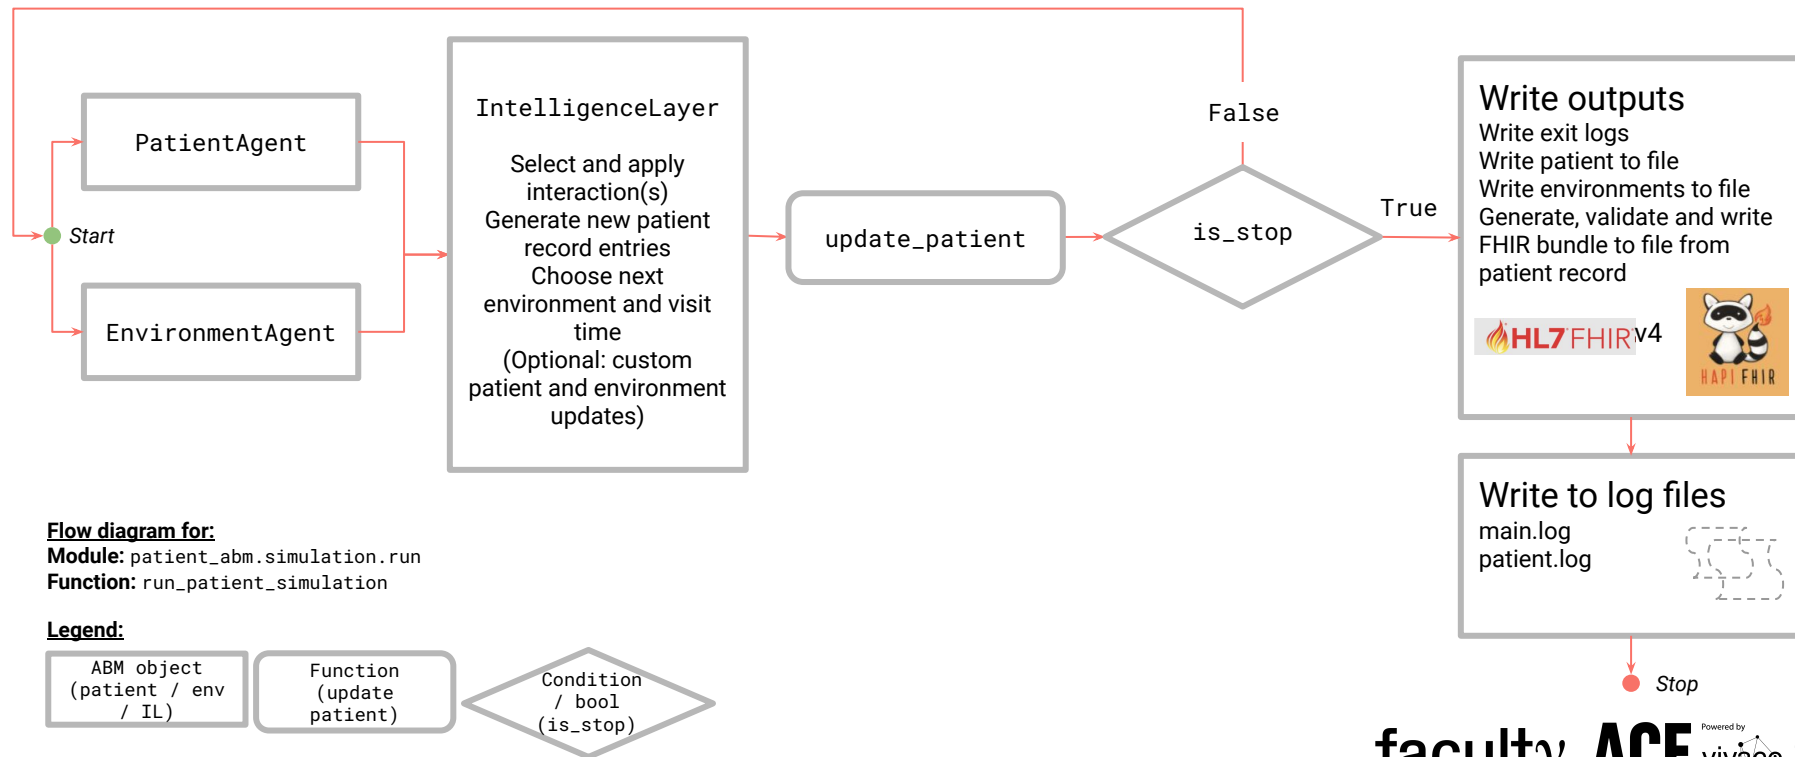 PatientAgent
Start
EnvironmentAgent
IntelligenceLayer
Select and apply
interaction(s)
Generate new patient
record entries
Choose next
environment and visit
time
(Optional: custom
patient and environment
updates)
update_patient
False
is_stop
True
Write outputs
Write exit logs
Write patient to file
Write environments to file
Generate, validate and write
FHIR bundle to file from
patient record
HL7 FHIR v4
HAPI FHIR
Write to log files
main.log
patient.log
Stop
Flow diagram for:
Module: patient_abm.simulation.run
Function: run_patient_simulation
Legend:
ABM object
(patient / env
/ IL)
Function
(update
patient)
Condition
/ bool
(is_stop)
faculty ACE Powered by